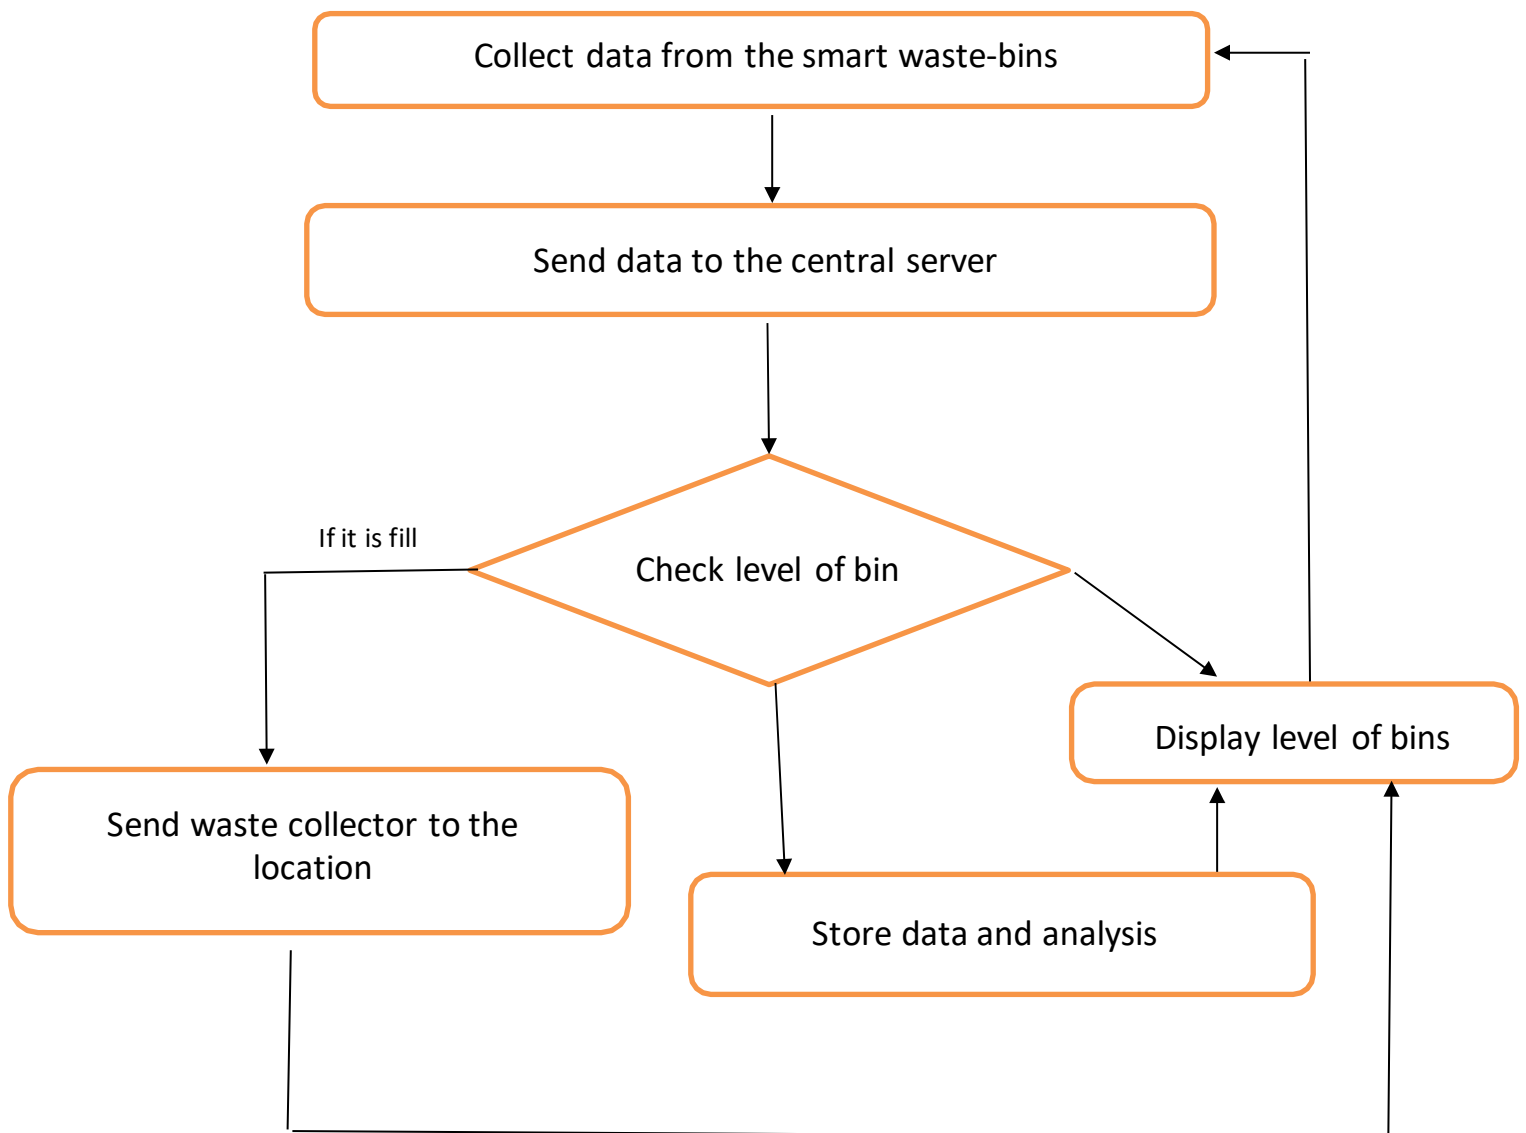 Collect data from the smart waste-bins
Send data to the central server
If it is fill
Check level of bin
Display level of bins
Send waste collector to the
location
Store data and analysis